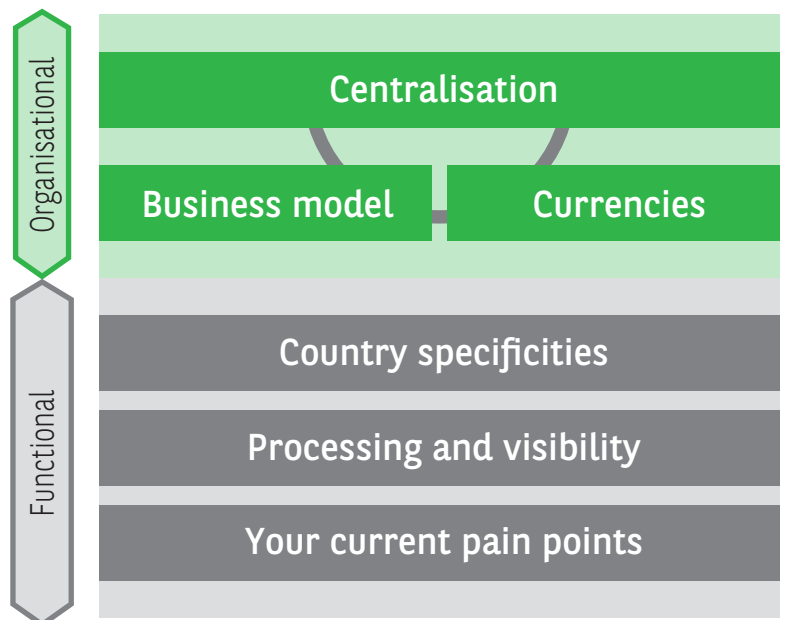 Organisational
Centralisation
Business model
Currencies
Functional
Country specificities
Processing and visibility
Your current pain points